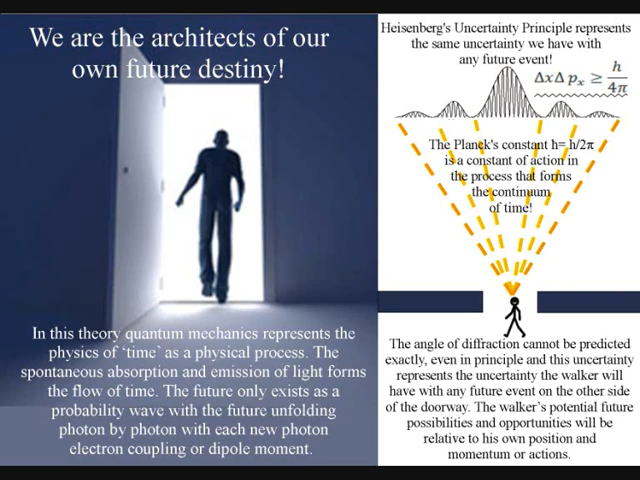 We are the architects of our
own future destiny!
In this theory quantum mechanics represents the
physics of ‘time’ as a physical process. The
spontaneous absorption and emission of light forms
the flow of time. The future only exists as a
probability wave with the future unfolding
photon by photon with each new photon
electron coupling or dipole moment.
Heisenberg's Uncertainty Principle represents
the same uncertainty we have with
any future event!
ΔxΔpₓ ≥ h/4π
The Planck's constant h= h/2π
is a constant of action in
the process that forms
the continuum
of time!
The angle of diffraction cannot be predicted
exactly, even in principle and this uncertainty
represents the uncertainty the walker will
have with any future event on the other side
of the doorway. The walker’s potential future
possibilities and opportunities will be
relative to his own position and
momentum or actions.